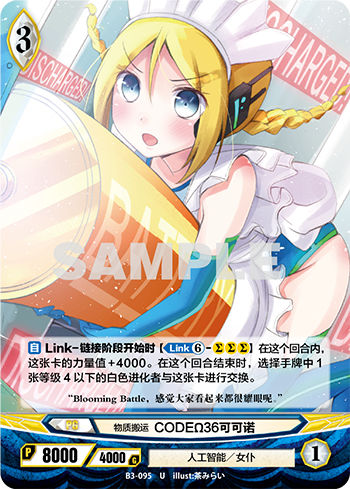 3
DISCHARGER
DISCHARGER
BATTERY
SAMPLE
自 Link-链接阶段开始时【Link 6-Σ Σ Σ】在这个回合内,
这张卡的力量值+4000。在这个回合结束时,选择手牌中1
张等级4以下的白色进化者与这张卡进行交换。
"Blooming Battle,感觉大家看起来都很耀眼呢。"
物质搬运 CODEΩ36可可诺
P 8000 / 4000 G
人工智能/女仆
1
B3-095 U illust:茶みらい